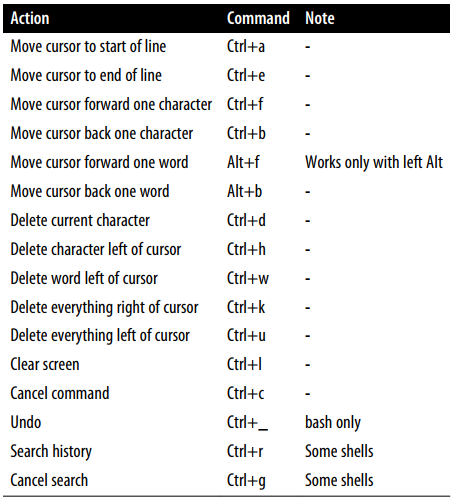 Action Command Note
Move cursor to start of line Ctrl+a -
Move cursor to end of line Ctrl+e -
Move cursor forward one character Ctrl+f -
Move cursor back one character Ctrl+b -
Move cursor forward one word Alt+f Works only with left Alt
Move cursor back one word Alt+b -
Delete current character Ctrl+d -
Delete character left of cursor Ctrl+h -
Delete word left of cursor Ctrl+w -
Delete everything right of cursor Ctrl+k -
Delete everything left of cursor Ctrl+u -
Clear screen Ctrl+l -
Cancel command Ctrl+c -
Undo Ctrl+_ bash only
Search history Ctrl+r Some shells
Cancel search Ctrl+g Some shells